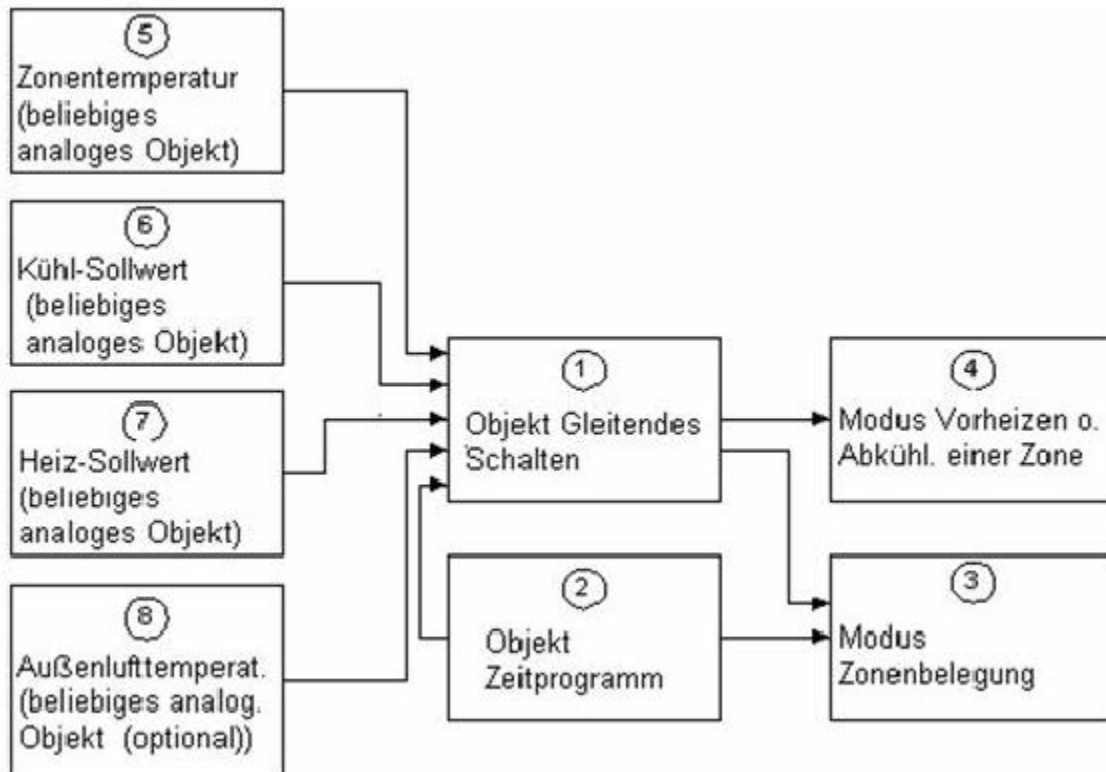 5
Zonentemperatur
(beliebiges
analoges Objekt)
6
Kühl-Sollwert
(beliebiges
analoges Objekt)
7
Heiz-Sollwert
(beliebiges
analoges Objekt)
8
Außenlufttemperat.
(beliebiges analog.
Objekt (optional))
1
Objekt Gleitendes
Schalten
2
Objekt
Zeitprogramm
4
Modus Vorheizen o.
Abkühl. einer Zone
3
Modus
Zonenbelegung